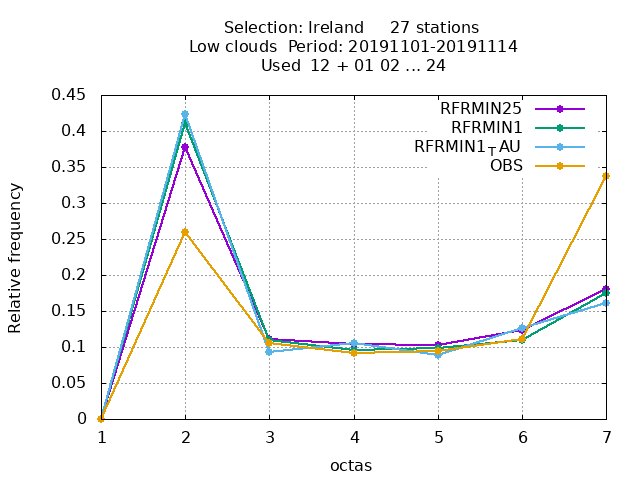 Selection: Ireland 27 stations
Low clouds Period: 20191101-20191114
Used 12 + 01 02 ... 24
RFRMIN25
RFRMIN1
RFRMIN1_TAU
OBS
Relative frequency
0.45
0.4
0.35
0.3
0.25
0.2
0.15
0.1
0.05
0
1 2 3 4 5 6 7
octas